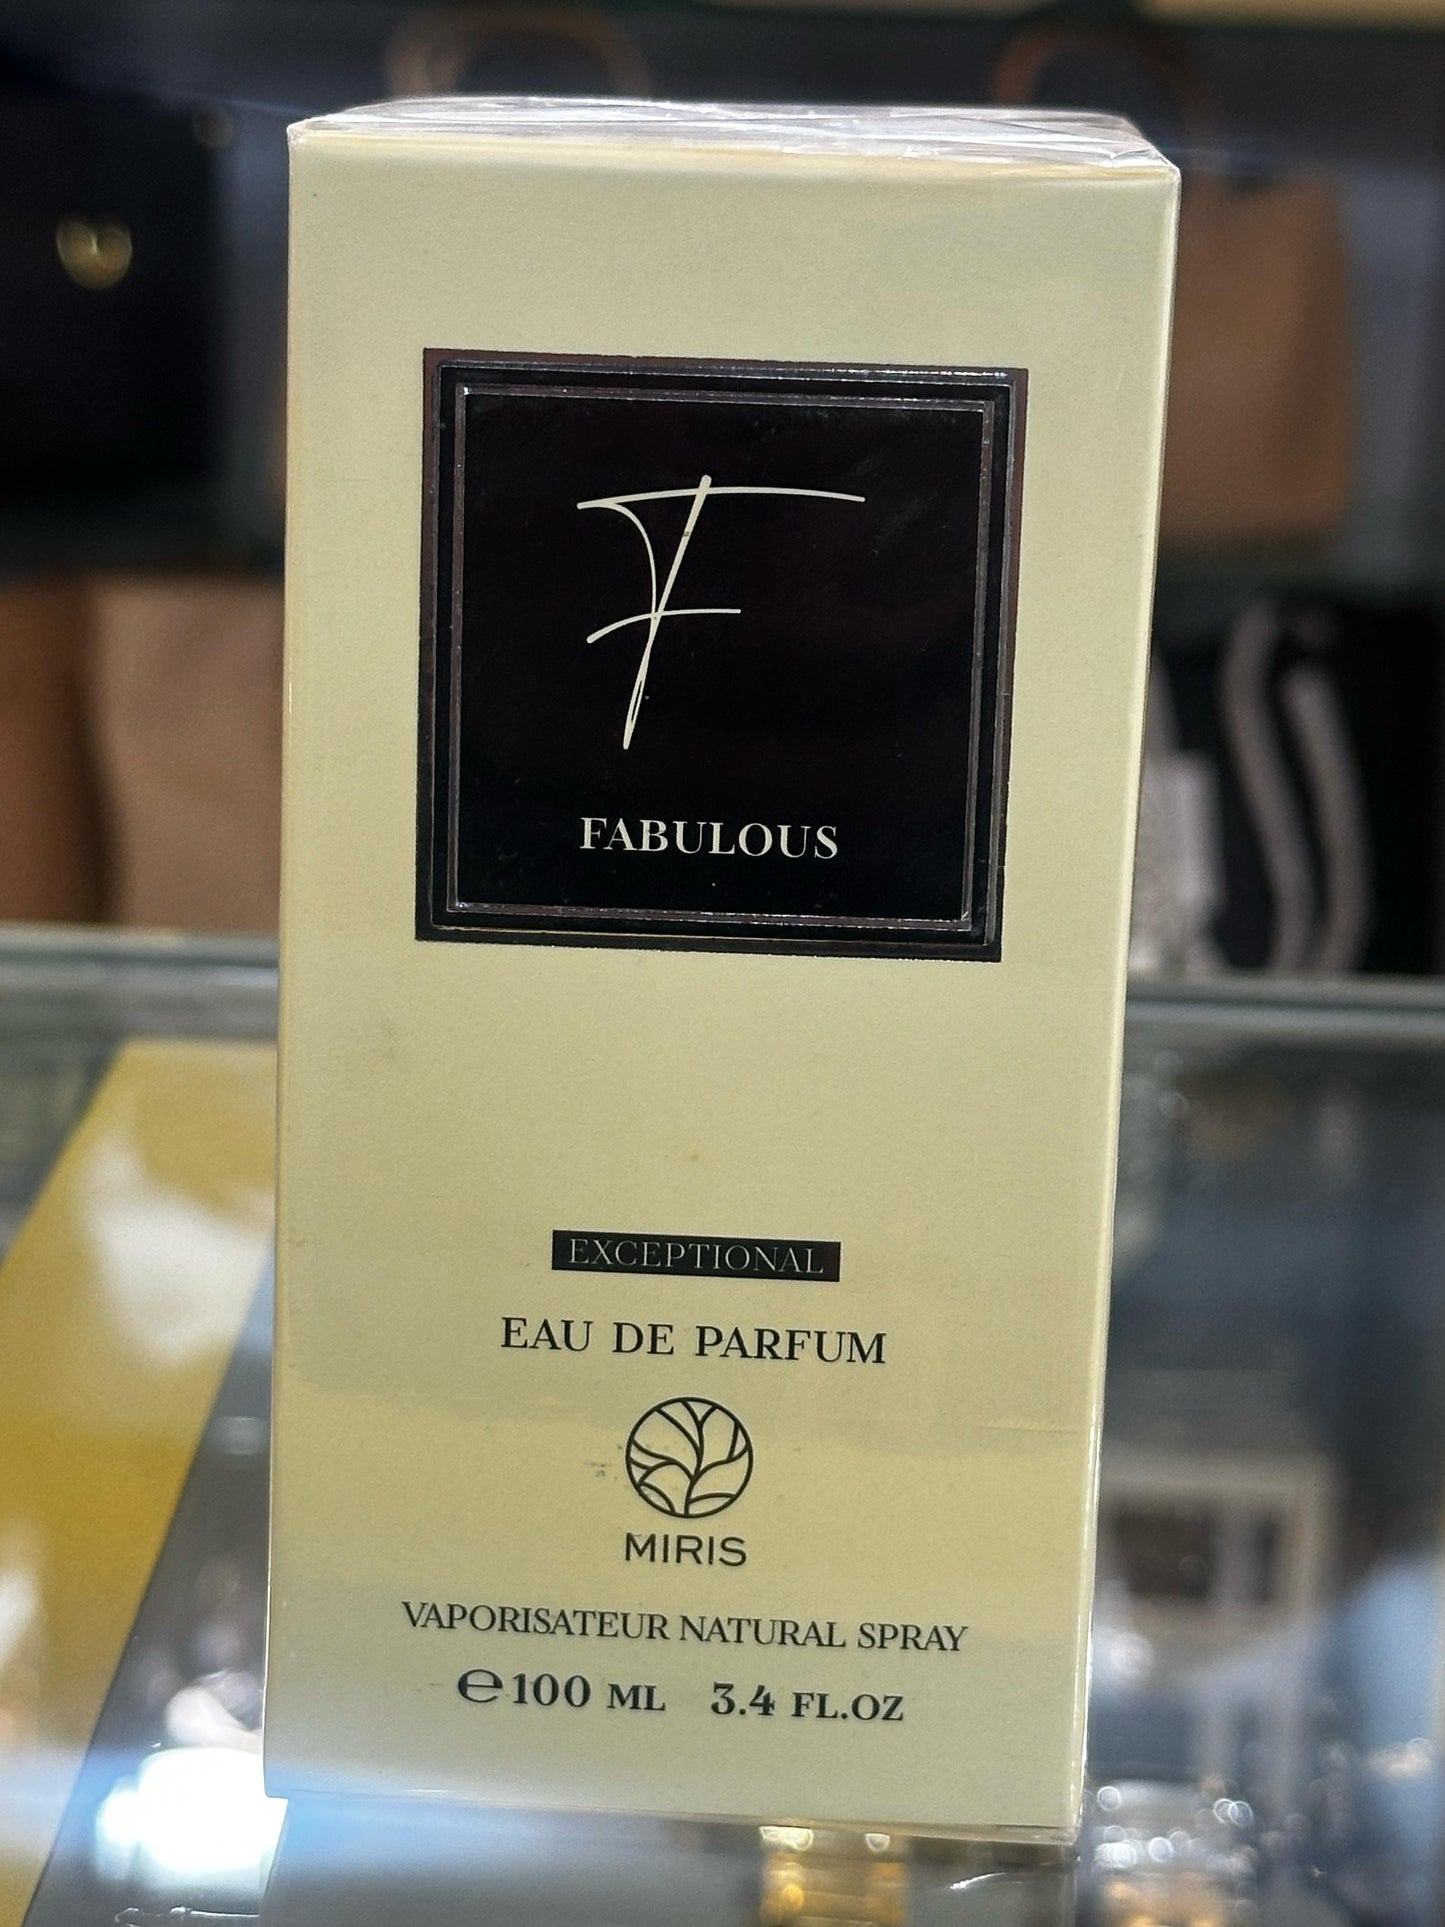 F
FABULOUS
EXCEPTIONAL
EAU DE PARFUM
MIRIS
VAPORISATEUR NATURAL SPRAY
℮100 ML 3.4 FL.OZ